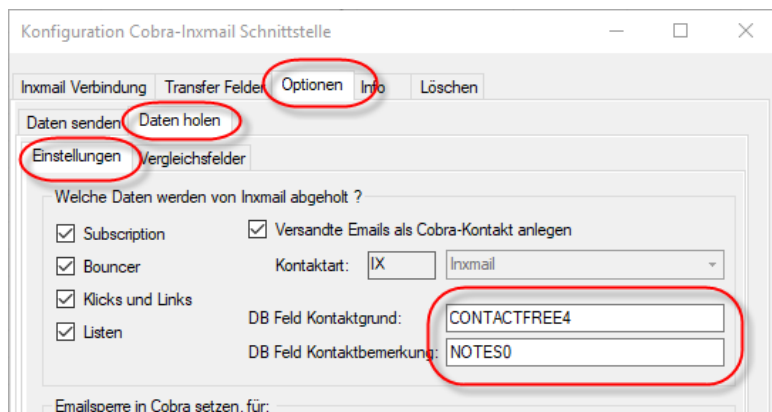 Konfiguration Cobra-Inxmail Schnittstelle
Inxmail Verbindung Transfer Felder Optionen Info Löschen
Daten senden Daten holen
Einstellungen Vergleichsfelder
Welche Daten werden von Inxmail abgeholt ?
Subscription Versandte Emails als Cobra-Kontakt anlegen
Bouncer Kontaktart: IX Inxmail
Klicks und Links
DB Feld Kontaktgrund: CONTACTFREE4
Listen
DB Feld Kontaktbemerkung: NOTES0
Emailsperre in Cobra setzen, für: